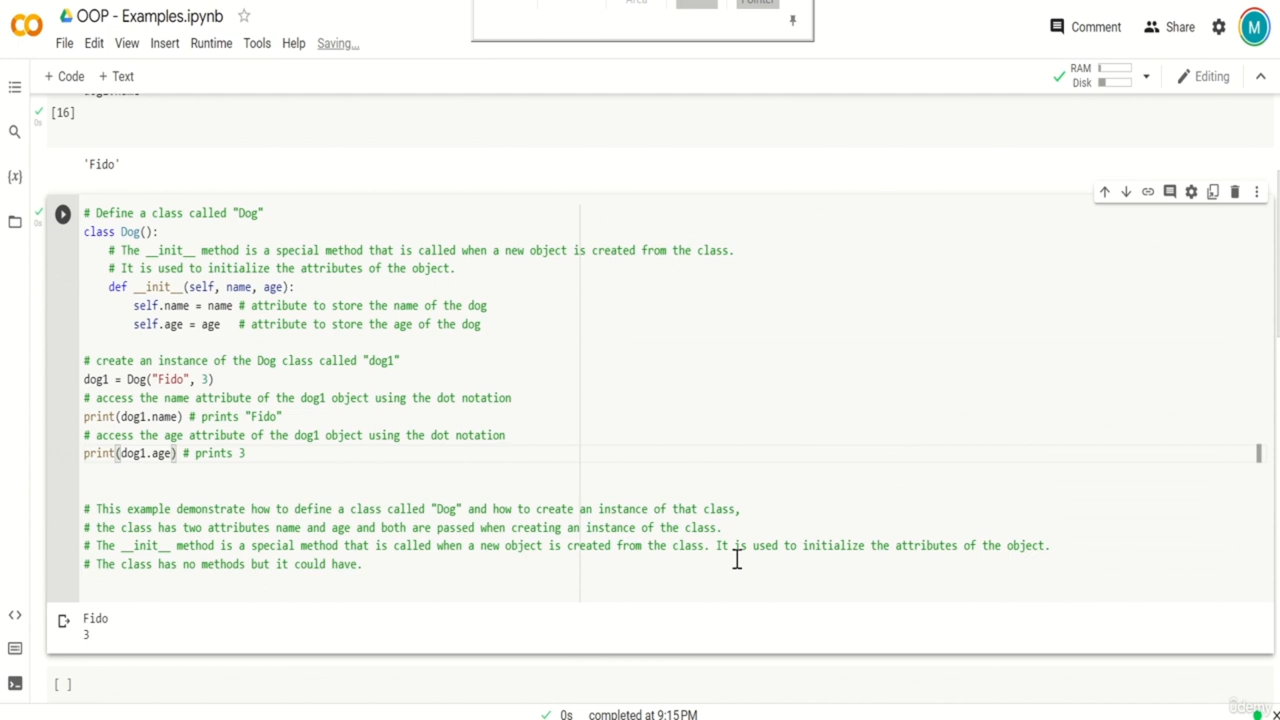 OOP - Examples.ipynb
File Edit View Insert Runtime Tools Help Saving...
Comment Share M
+ Code + Text
RAM
Disk
Editing
[16]
'Fido'
{x}
# Define a class called "Dog"
class Dog():
# The __init__ method is a special method that is called when a new object is created from the class.
# It is used to initialize the attributes of the object.
def __init__(self, name, age):
self.name = name # attribute to store the name of the dog
self.age = age # attribute to store the age of the dog
# create an instance of the Dog class called "dog1"
dog1 = Dog("Fido", 3)
# access the name attribute of the dog1 object using the dot notation
print(dog1.name) # prints "Fido"
# access the age attribute of the dog1 object using the dot notation
print(dog1.age) # prints 3
# This example demonstrate how to define a class called "Dog" and how to create an instance of that class,
# the class has two attributes name and age and both are passed when creating an instance of the class.
# The __init__ method is a special method that is called when a new object is created from the class. It is used to initialize the attributes of the object.
# The class has no methods but it could have.
Fido
3
[ ]
0s completed at 9:15 PM
ûdemy